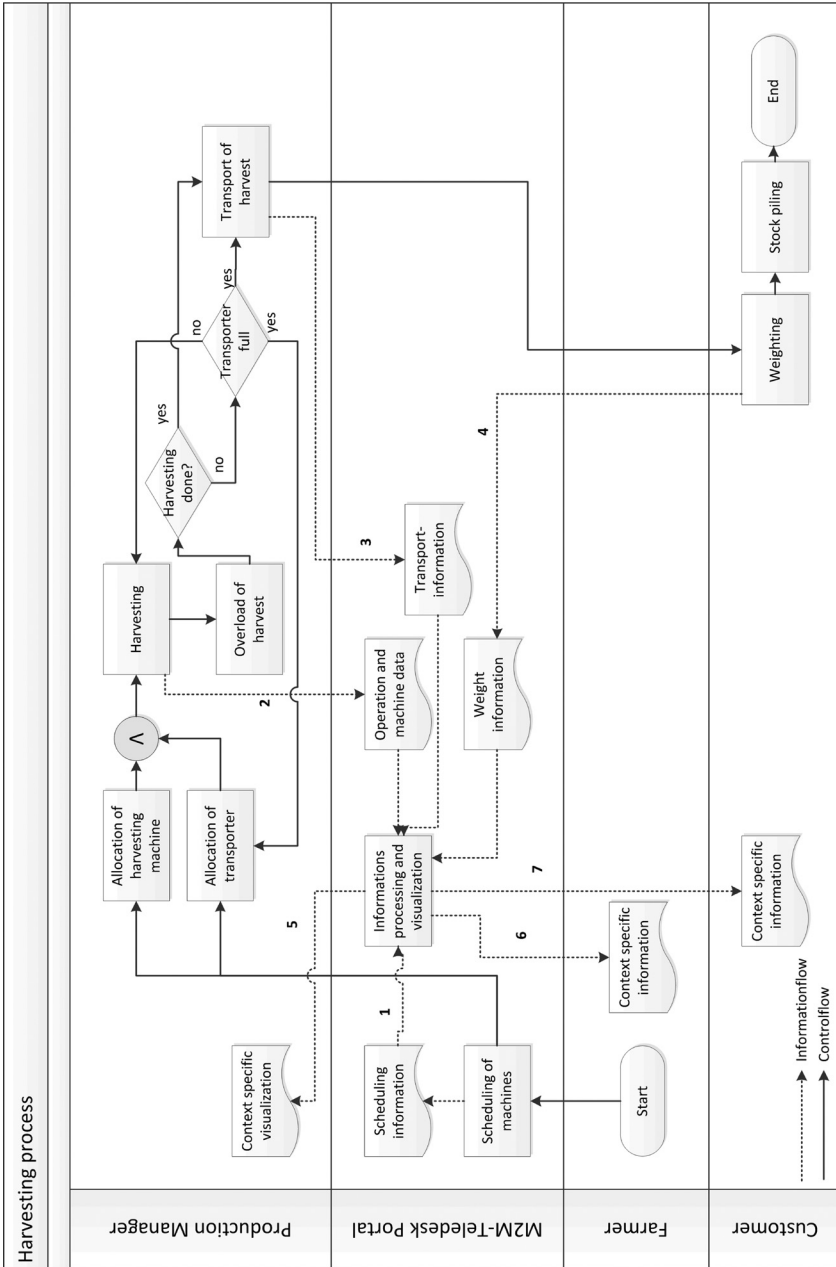 Harvesting process
Production Manager
M2M-Teledesk Portal
Farmer
Customer
Context specific
visualization
Allocation of
harvesting
machine
Allocation of
transporter
V
Harvesting
Overload of
harvest
Harvesting
done?
yes
no
Transporter
full
no
yes
yes
Transport of
harvest
Scheduling
information
Scheduling of
machines
1
5
Informations
processing and
visualization
2
Operation and
machine data
3
Transport-
information
Weight
information
4
6
7
Start
Context specific
information
Context specific
information
Weighting
Stock piling
End
Informationflow
Controlflow